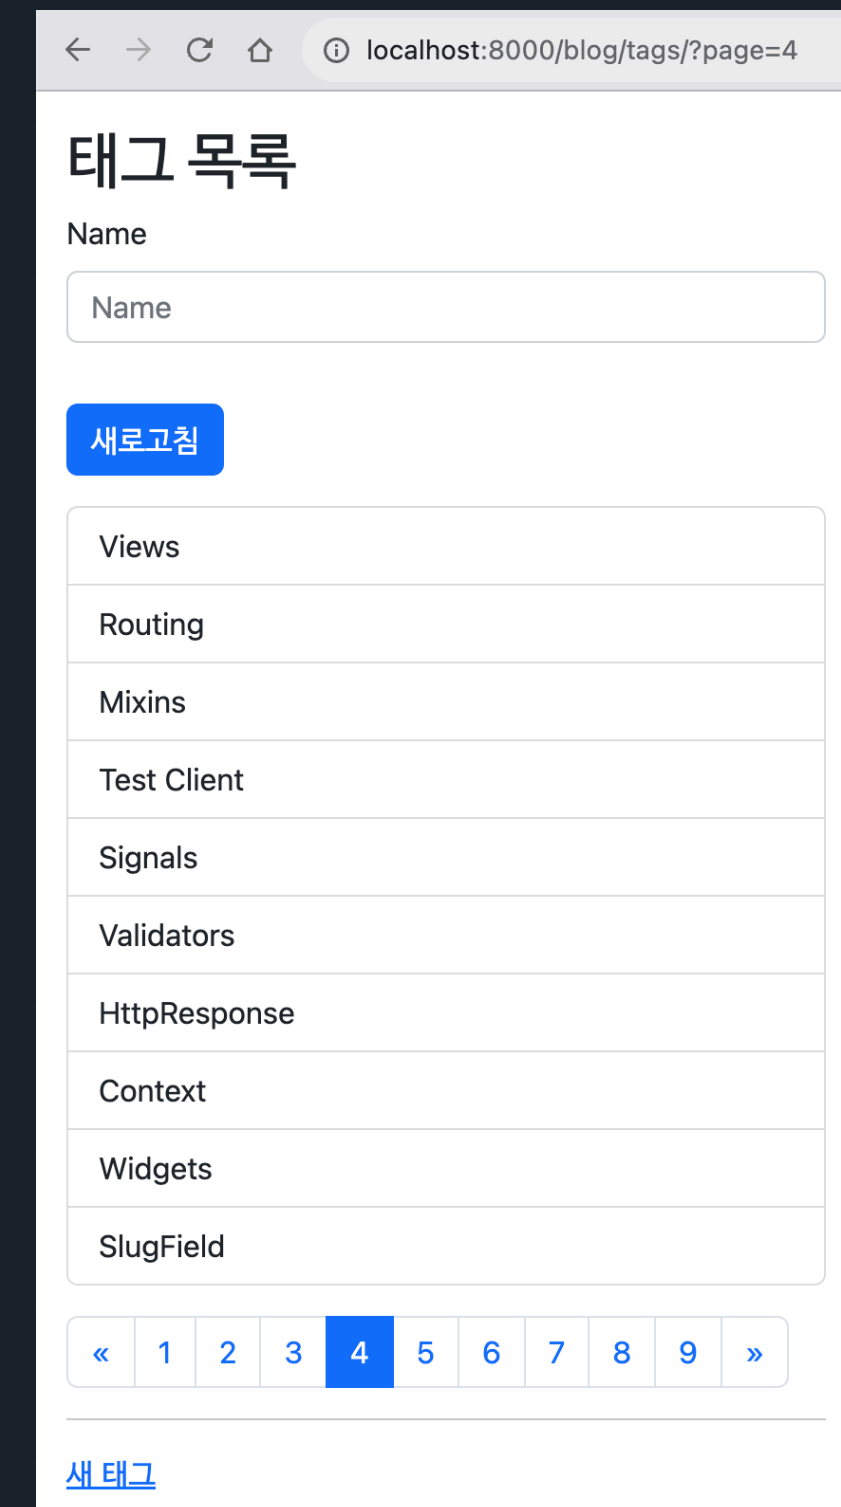 localhost:8000/blog/tags/?page=4
태그 목록
Name
Name
새로고침
Views
Routing
Mixins
Test Client
Signals
Validators
HttpResponse
Context
Widgets
SlugField
« 1 2 3 4 5 6 7 8 9 »
새 태그